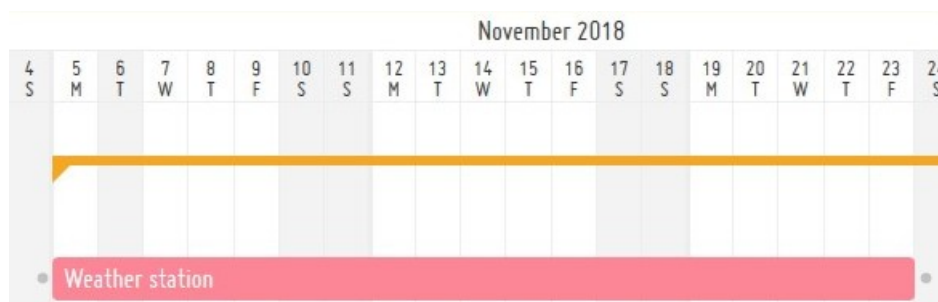 November 2018
4 5 6 7 8 9 10 11 12 13 14 15 16 17 18 19 20 21 22 23
S M T W T F S S M T W T F S S M T W T F
Weather station